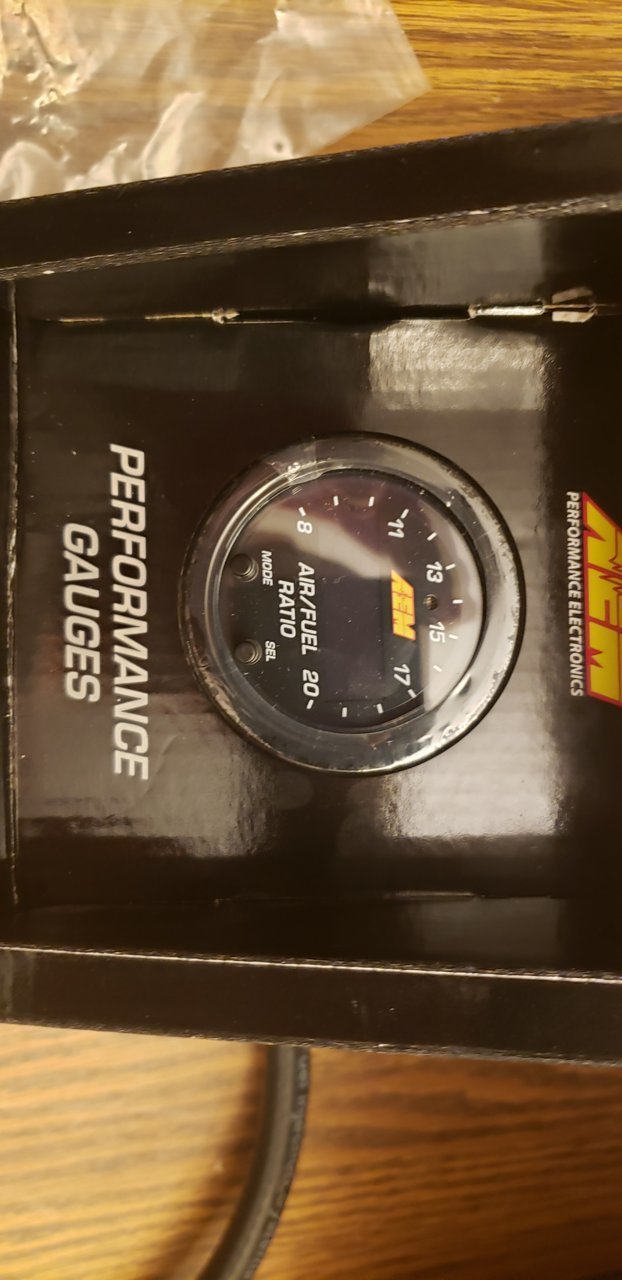 AEM
PERFORMANCE ELECTRONICS
11
13
15
17
AEM
8
AIR/FUEL
RATIO
20
MODE
SEL
PERFORMANCE
GAUGES